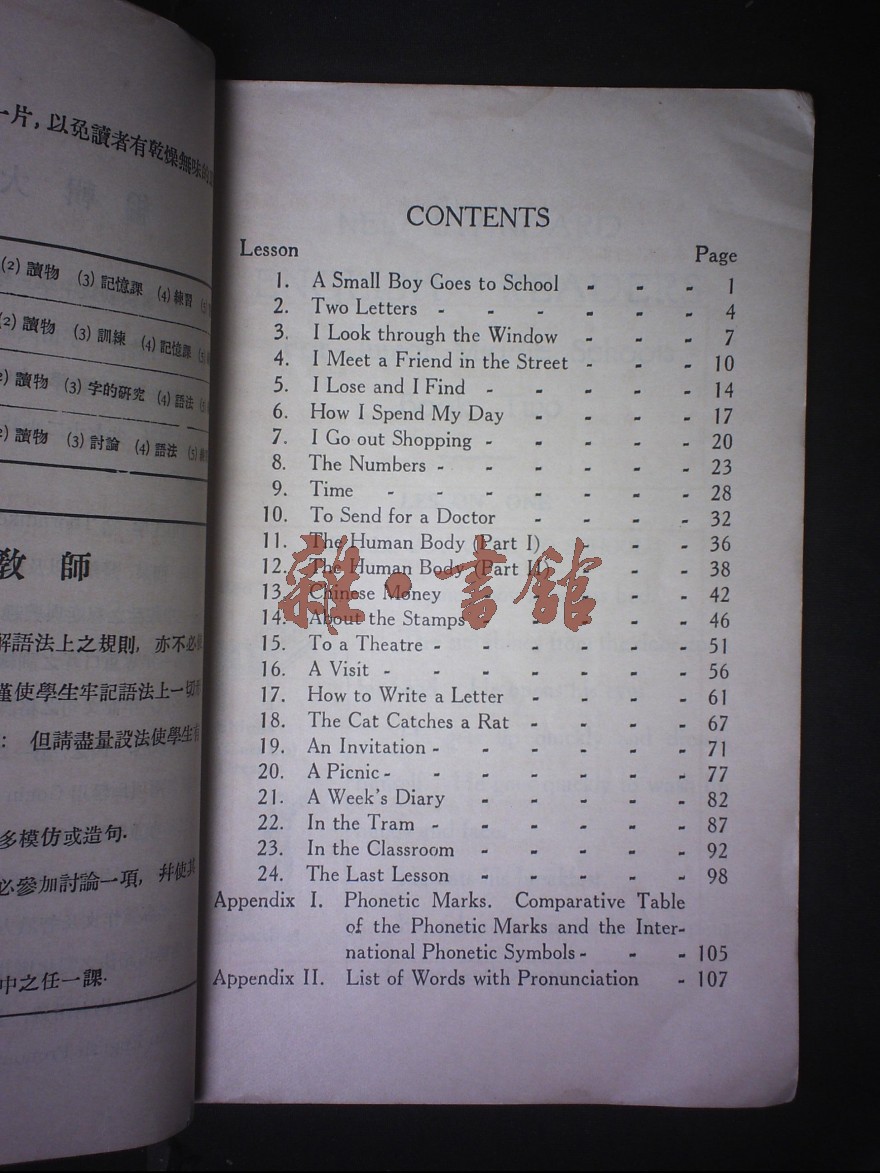 一片, 以免讀者有乾燥無味的
(2) 讀物 (3) 記憶課 (4) 練習
(2) 讀物 (3) 訓練 (4) 記憶課
(2) 讀物 (3) 字的研究 (4) 語法
(2) 讀物 (3) 討論 (4) 語法 (5)
教師
解語法上之規則, 亦不必
僅使學生牢記語法上一切
: 但請盡量設法使學生有
多模仿或造句.
必參加討論一項, 幷使其
中之任一課.
CONTENTS
Lesson Page
1. A Small Boy Goes to School - - - 1
2. Two Letters - - - - - - 4
3. I Look through the Window - - - 7
4. I Meet a Friend in the Street - - - 10
5. I Lose and I Find - - - - - 14
6. How I Spend My Day - - - - 17
7. I Go out Shopping - - - - - 20
8. The Numbers - - - - - - 23
9. Time - - - - - - - 28
10. To Send for a Doctor - - - - 32
11. The Human Body (Part I) - - - 36
12. The Human Body (Part II) - - - 38
13. Chinese Money - - - - - 42
14. About the Stamps - - - - - 46
15. To a Theatre - - - - - - 51
16. A Visit - - - - - - - 56
17. How to Write a Letter - - - - 61
18. The Cat Catches a Rat - - - - 67
19. An Invitation - - - - - - 71
20. A Picnic - - - - - - - 77
21. A Week's Diary - - - - - 82
22. In the Tram - - - - - - 87
23. In the Classroom - - - - - 92
24. The Last Lesson - - - - - 98
Appendix I. Phonetic Marks. Comparative Table
of the Phonetic Marks and the Inter-
national Phonetic Symbols - - - 105
Appendix II. List of Words with Pronunciation - 107
雜·書館